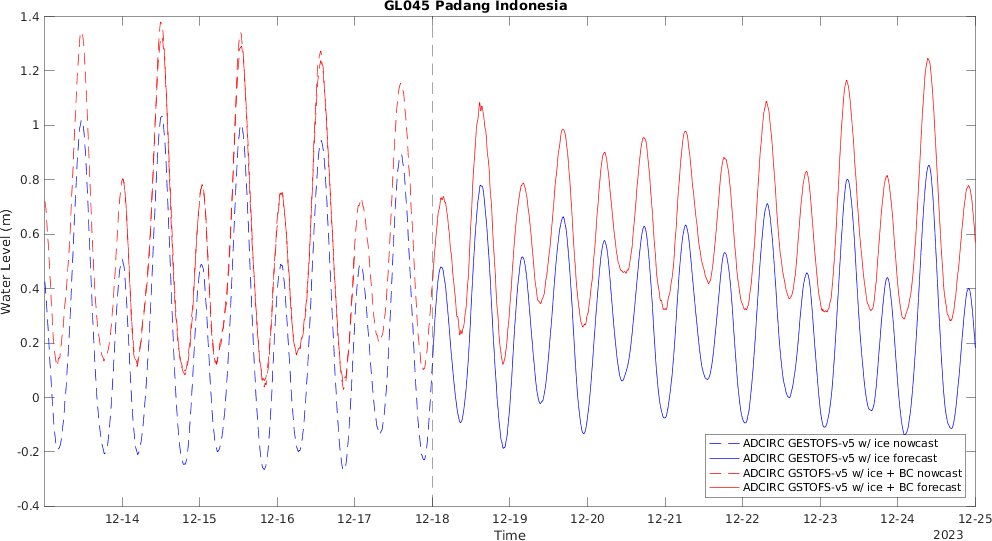 GL045 Padang Indonesia
Water Level (m)
1.4
1.2
1
0.8
0.6
0.4
0.2
0
-0.2
-0.4
ADCIRC GESTOFS-v5 w/ ice nowcast
ADCIRC GESTOFS-v5 w/ ice forecast
ADCIRC GSTOFS-v5 w/ ice + BC nowcast
ADCIRC GSTOFS-v5 w/ ice + BC forecast
12-14 12-15 12-16 12-17 12-18 12-19 12-20 12-21 12-22 12-23 12-24 12-25
Time
2023